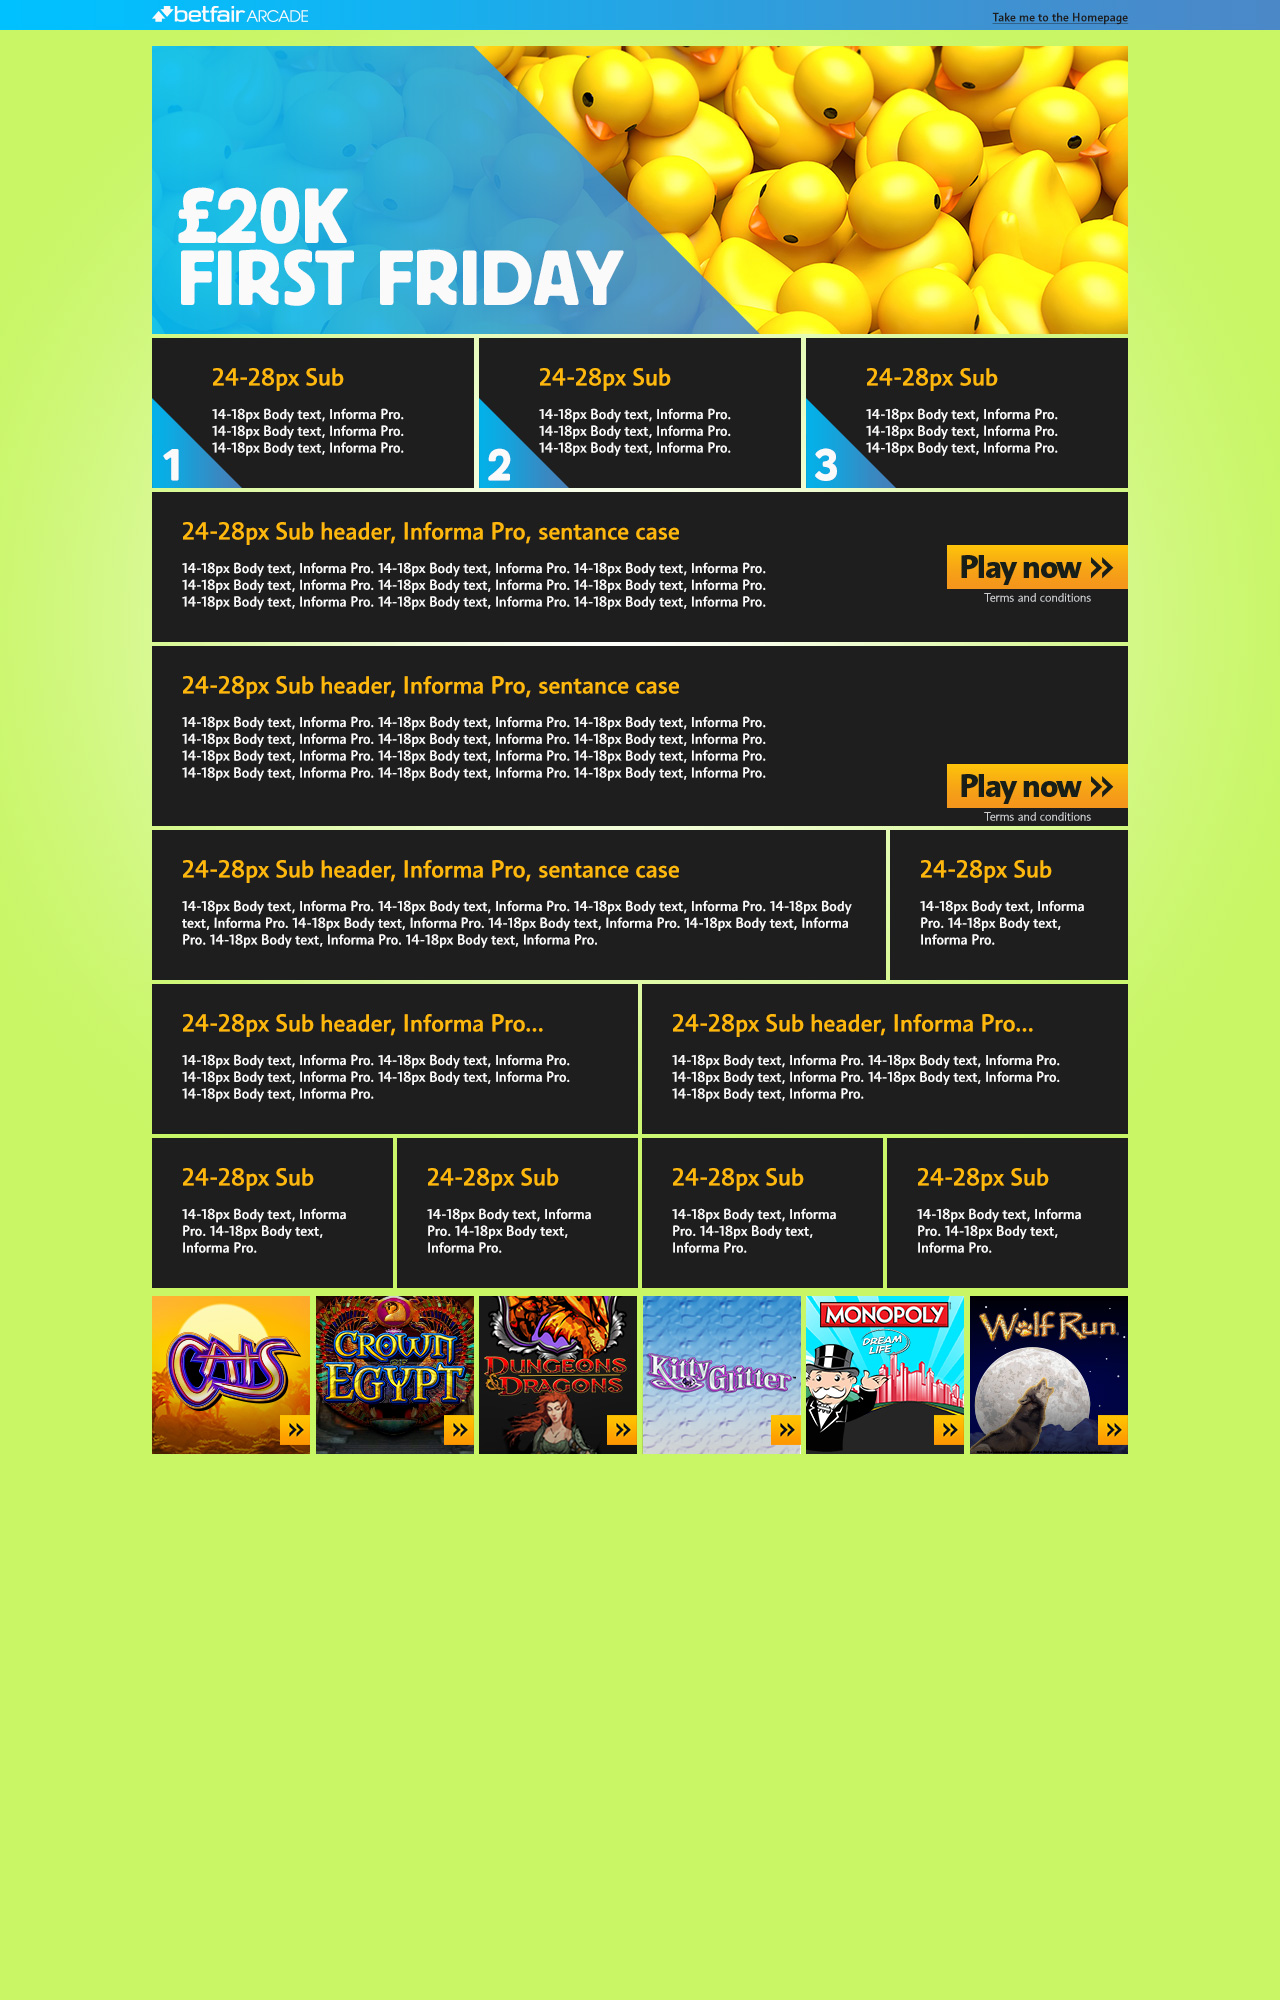 betfair ARCADE
Take me to the Homepage
£20K
FIRST FRIDAY
24-28px Sub
14-18px Body text, Informa Pro.
14-18px Body text, Informa Pro.
14-18px Body text, Informa Pro.
1
24-28px Sub
14-18px Body text, Informa Pro.
14-18px Body text, Informa Pro.
14-18px Body text, Informa Pro.
2
24-28px Sub
14-18px Body text, Informa Pro.
14-18px Body text, Informa Pro.
14-18px Body text, Informa Pro.
3
24-28px Sub header, Informa Pro, sentance case
14-18px Body text, Informa Pro. 14-18px Body text, Informa Pro. 14-18px Body text, Informa Pro.
14-18px Body text, Informa Pro. 14-18px Body text, Informa Pro. 14-18px Body text, Informa Pro.
14-18px Body text, Informa Pro. 14-18px Body text, Informa Pro. 14-18px Body text, Informa Pro.
Play now
Terms and conditions
24-28px Sub header, Informa Pro, sentance case
14-18px Body text, Informa Pro. 14-18px Body text, Informa Pro. 14-18px Body text, Informa Pro.
14-18px Body text, Informa Pro. 14-18px Body text, Informa Pro. 14-18px Body text, Informa Pro.
14-18px Body text, Informa Pro. 14-18px Body text, Informa Pro. 14-18px Body text, Informa Pro.
14-18px Body text, Informa Pro. 14-18px Body text, Informa Pro. 14-18px Body text, Informa Pro.
Play now
Terms and conditions
24-28px Sub header, Informa Pro, sentance case
14-18px Body text, Informa Pro. 14-18px Body text, Informa Pro. 14-18px Body text, Informa Pro. 14-18px Body
text, Informa Pro. 14-18px Body text, Informa Pro. 14-18px Body text, Informa Pro. 14-18px Body text, Informa
Pro. 14-18px Body text, Informa Pro. 14-18px Body text, Informa Pro.
24-28px Sub
14-18px Body text, Informa
Pro. 14-18px Body text,
Informa Pro.
24-28px Sub header, Informa Pro...
14-18px Body text, Informa Pro. 14-18px Body text, Informa Pro.
14-18px Body text, Informa Pro. 14-18px Body text, Informa Pro.
14-18px Body text, Informa Pro.
24-28px Sub header, Informa Pro...
14-18px Body text, Informa Pro. 14-18px Body text, Informa Pro.
14-18px Body text, Informa Pro. 14-18px Body text, Informa Pro.
14-18px Body text, Informa Pro.
24-28px Sub
14-18px Body text, Informa
Pro. 14-18px Body text,
Informa Pro.
24-28px Sub
14-18px Body text, Informa
Pro. 14-18px Body text,
Informa Pro.
24-28px Sub
14-18px Body text, Informa
Pro. 14-18px Body text,
Informa Pro.
24-28px Sub
14-18px Body text, Informa
Pro. 14-18px Body text,
Informa Pro.
CATS
CROWN
OF
EGYPT
DUNGEONS
& DRAGONS
Kitty Glitter
MONOPOLY
DREAM
LIFE
Wolf Run